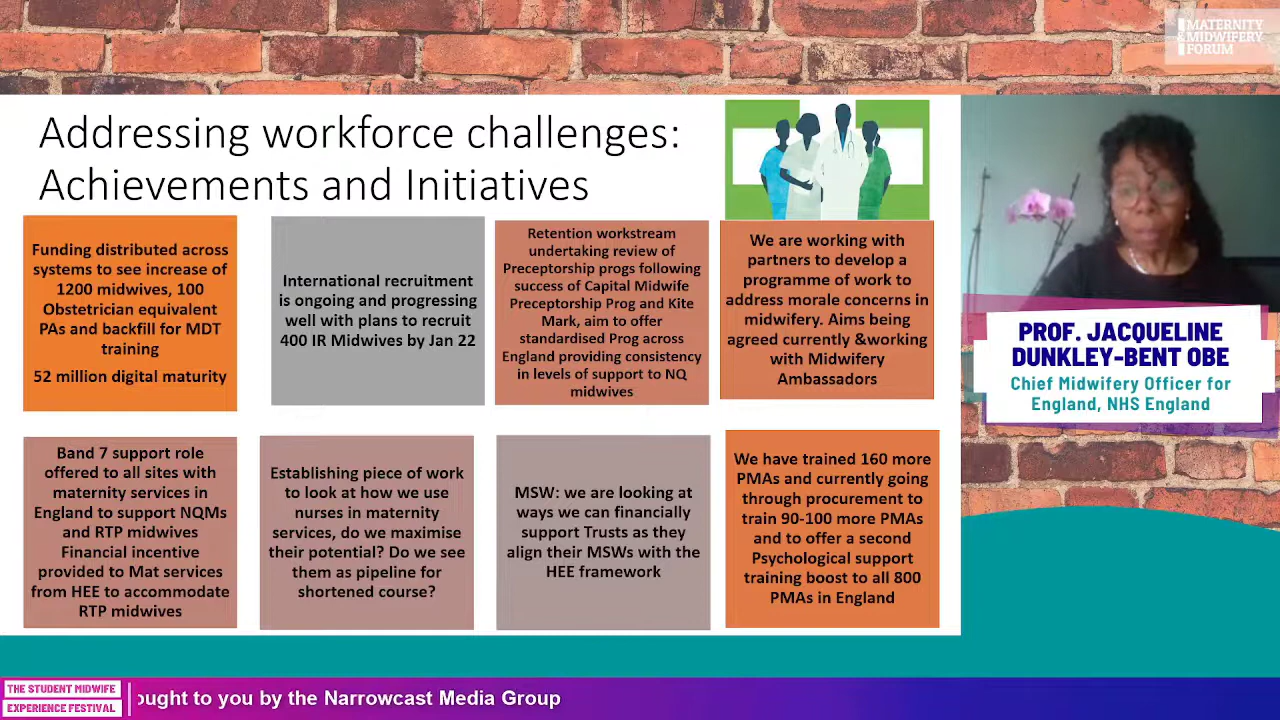 MATERNITY
&MIDWIFERY
FORUM
Addressing workforce challenges:
Achievements and Initiatives
Funding distributed across
systems to see increase of
1200 midwives, 100
Obstetrician equivalent
PAs and backfill for MDT
training
52 million digital maturity
International recruitment
is ongoing and progressing
well with plans to recruit
400 IR Midwives by Jan 22
Retention workstream
undertaking review of
Preceptorship progs following
success of Capital Midwife
Preceptorship Prog and Kite
Mark, aim to offer
standardised Prog across
England providing consistency
in levels of support to NQ
midwives
We are working with
partners to develop a
programme of work to
address morale concerns in
midwifery. Aims being
agreed currently &working
with Midwifery
Ambassadors
Band 7 support role
offered to all sites with
maternity services in
England to support NQMs
and RTP midwives
Financial incentive
provided to Mat services
from HEE to accommodate
RTP midwives
Establishing piece of work
to look at how we use
nurses in maternity
services, do we maximise
their potential? Do we see
them as pipeline for
shortened course?
MSW: we are looking at
ways we can financially
support Trusts as they
align their MSWs with the
HEE framework
We have trained 160 more
PMAs and currently going
through procurement to
train 90-100 more PMAs
and to offer a second
Psychological support
training boost to all 800
PMAs in England
PROF. JACQUELINE
DUNKLEY-BENT OBE
Chief Midwifery Officer for
England, NHS England
THE STUDENT MIDWIFE
EXPERIENCE FESTIVAL
ought to you by the Narrowcast Media Group